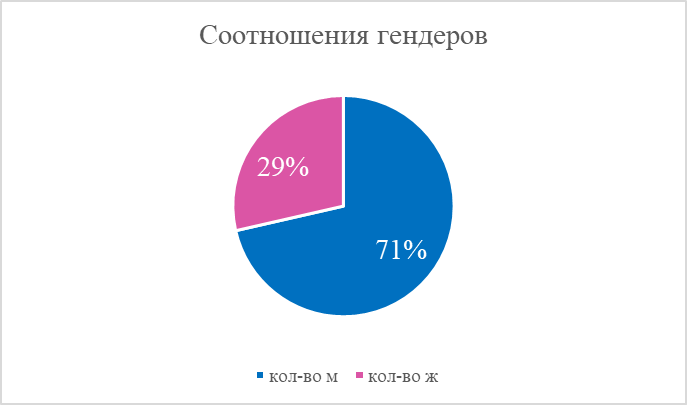 Соотношения гендеров
29%
71%
кол-во м кол-во ж